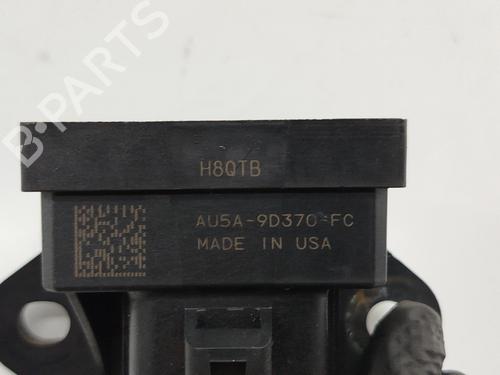 B-PARTS
H8QTB
AU5A-9D370-FC
MADE IN USA